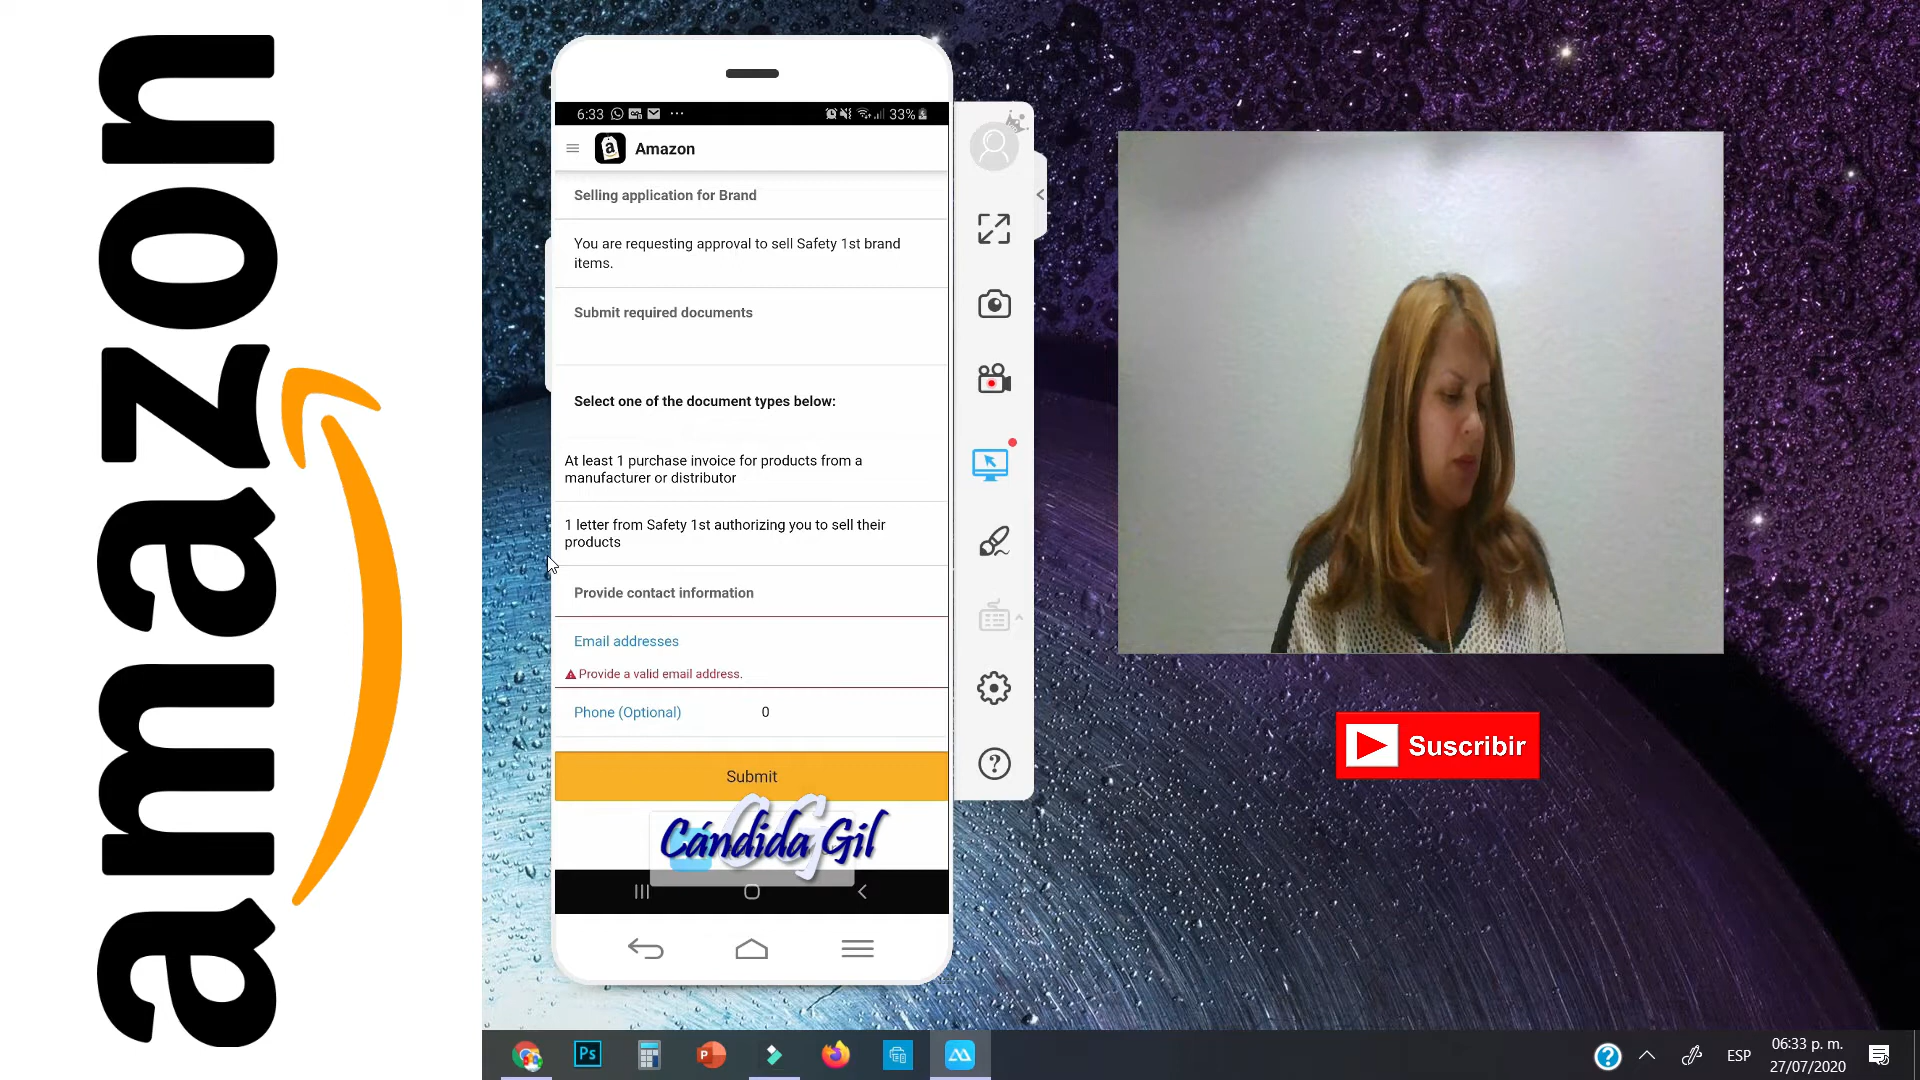 amazon
6:33
33%
Amazon
Selling application for Brand
You are requesting approval to sell Safety 1st brand
items.
Submit required documents
Select one of the document types below:
At least 1 purchase invoice for products from a
manufacturer or distributor
1 letter from Safety 1st authorizing you to sell their
products
Provide contact information
Email addresses
Provide a valid email address.
Phone (Optional) 0
Submit
Cándida Gil
CG
Suscribir
Ps
P
ESP
06:33 p. m.
27/07/2020